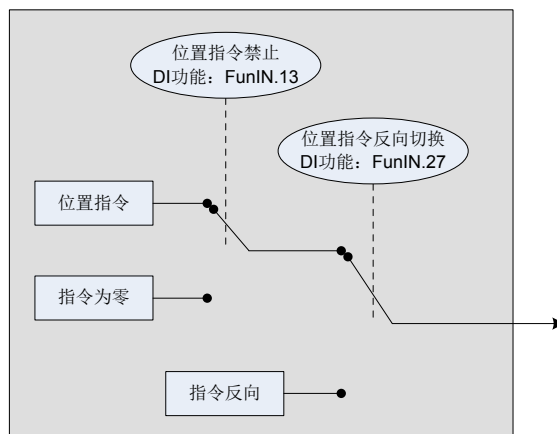 位置指令禁止
DI功能：FunIN.13
位置指令反向切换
DI功能：FunIN.27
位置指令
指令为零
指令反向